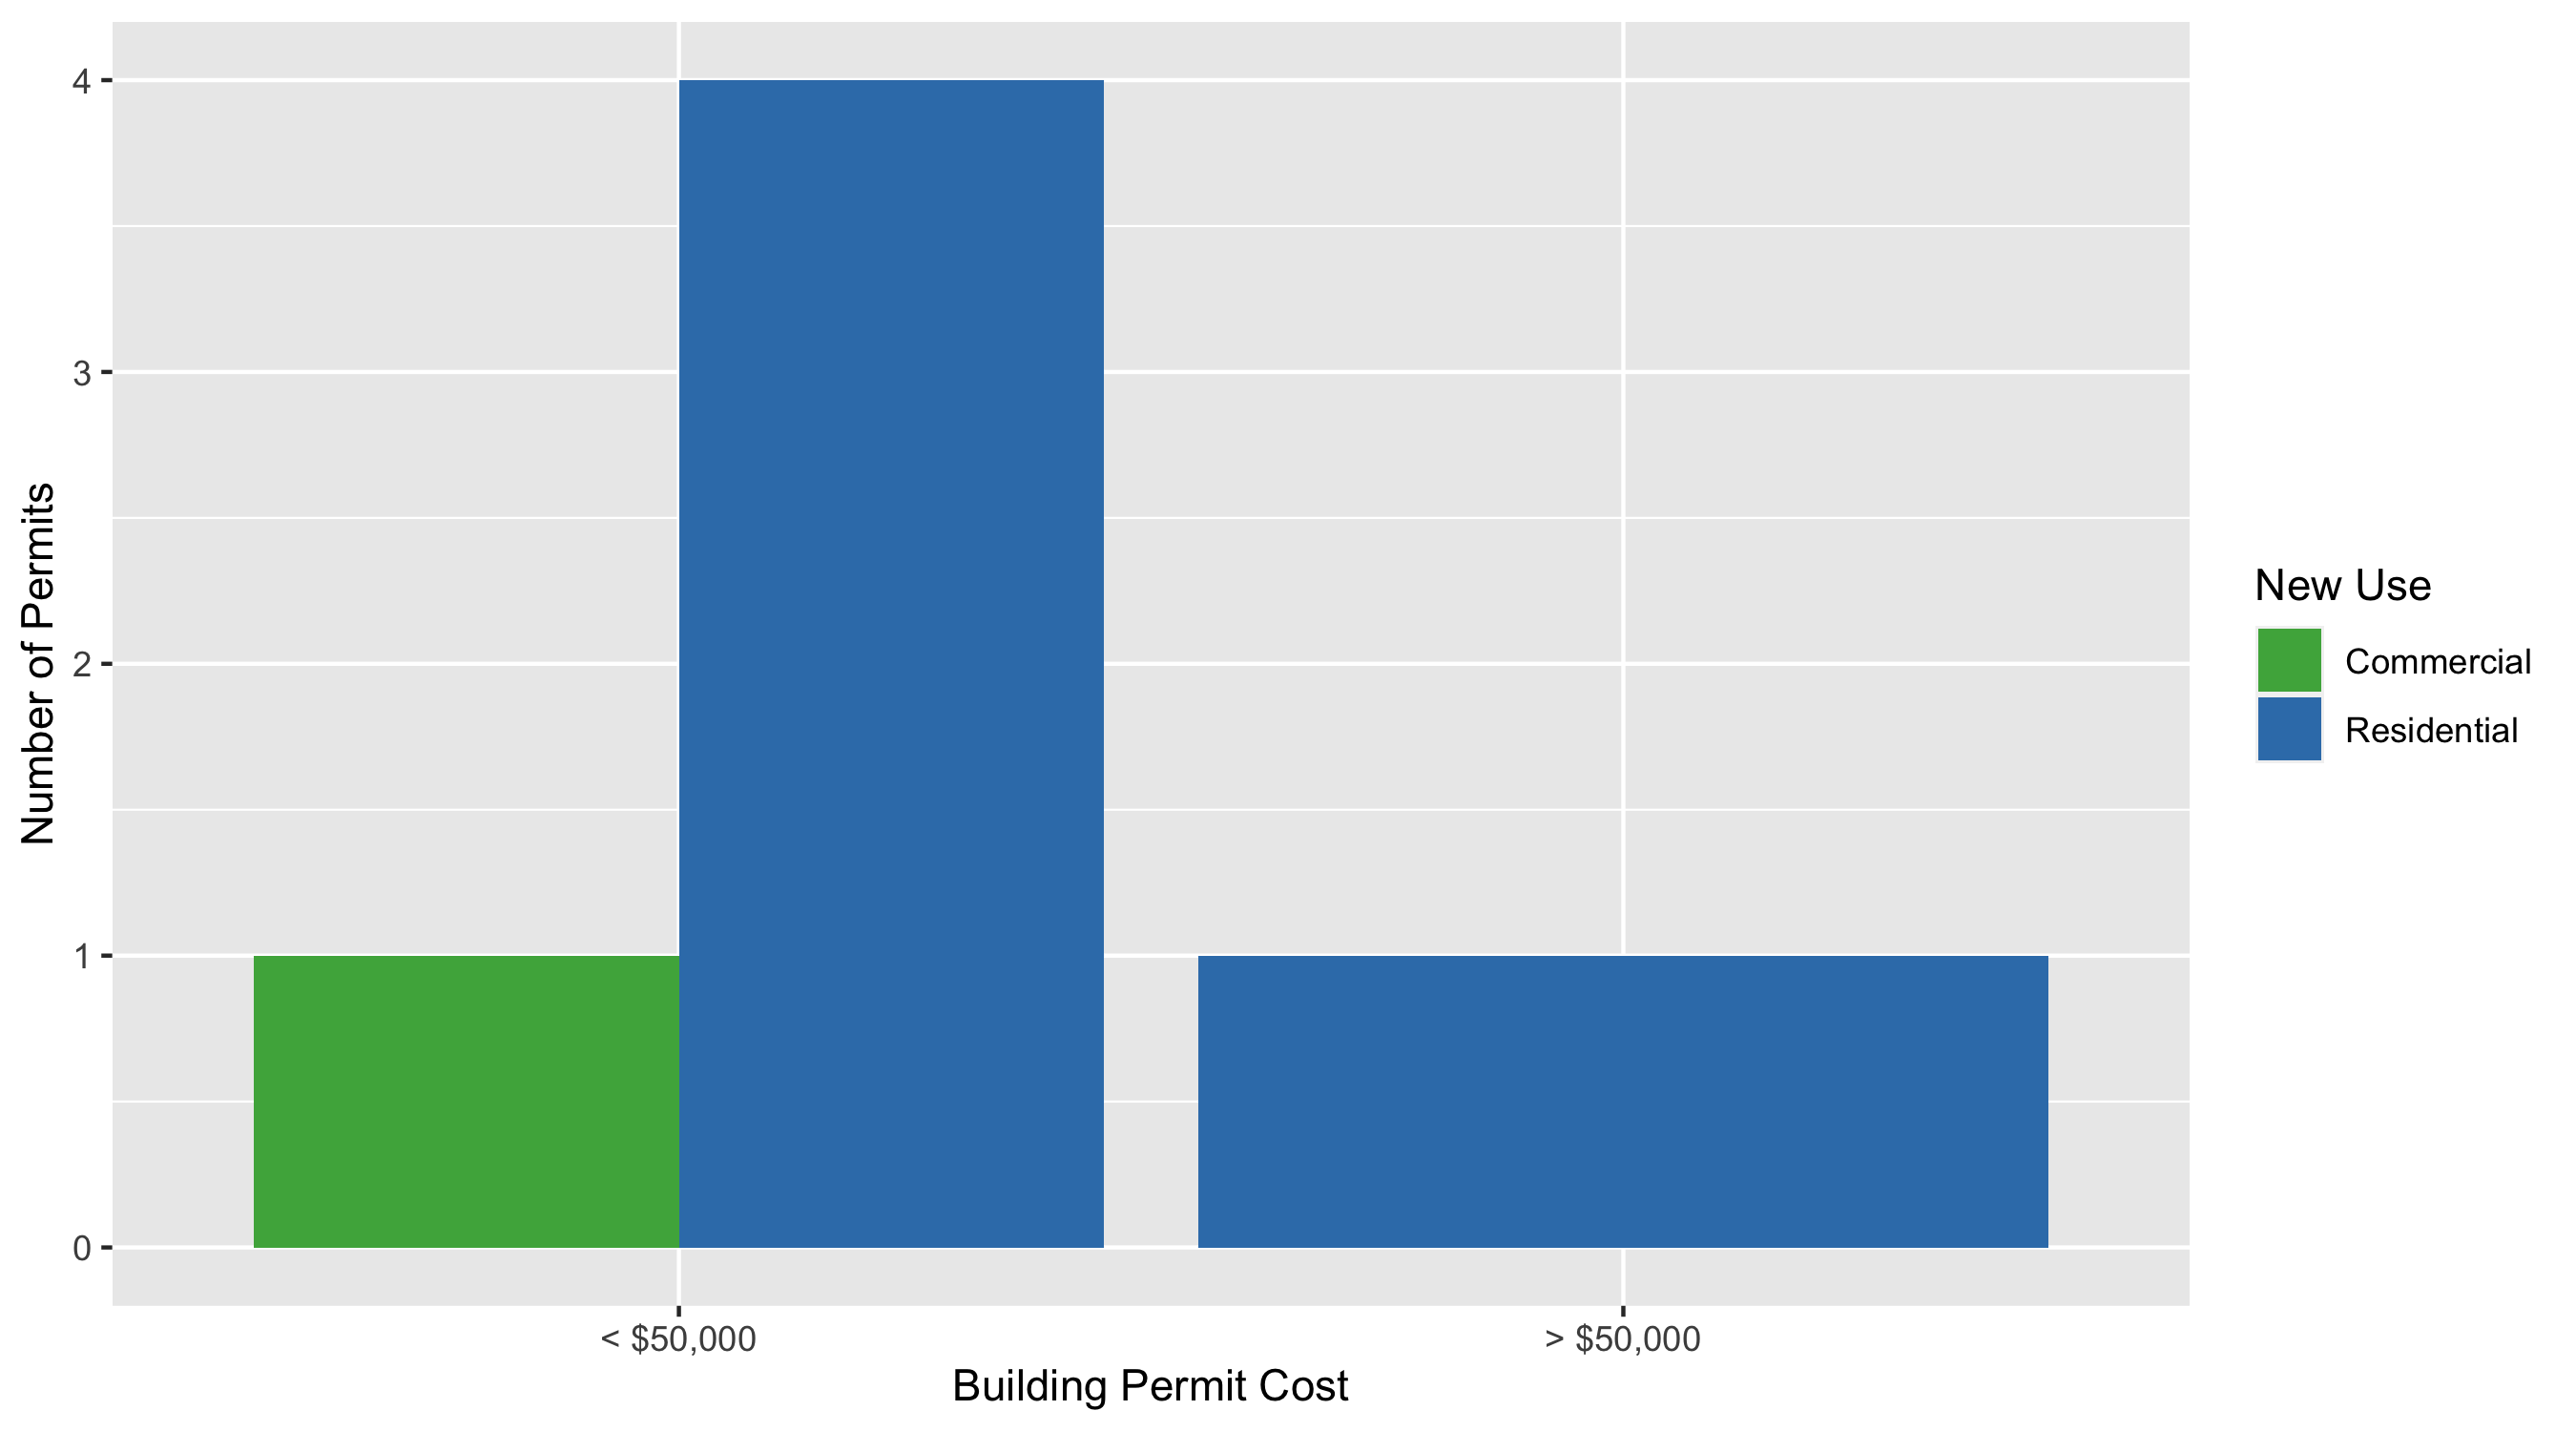 Number of Permits
4
3
2
1
0
< $50,000
> $50,000
Building Permit Cost
New Use
Commercial
Residential